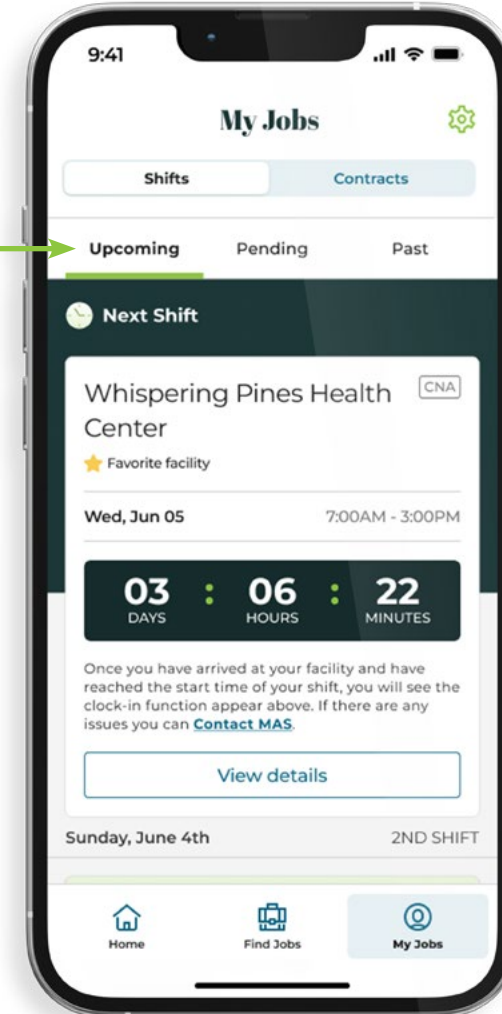 9:41
My Jobs
Shifts
Contracts
Upcoming
Pending
Past
Next Shift
Whispering Pines Health
Center
CNA
Favorite facility
Wed, Jun 05
7:00AM - 3:00PM
03 : 06 : 22
DAYS HOURS MINUTES
Once you have arrived at your facility and have
reached the start time of your shift, you will see the
clock-in function appear above. If there are any
issues you can Contact MAS.
View details
Sunday, June 4th
2ND SHIFT
Home
Find Jobs
My Jobs